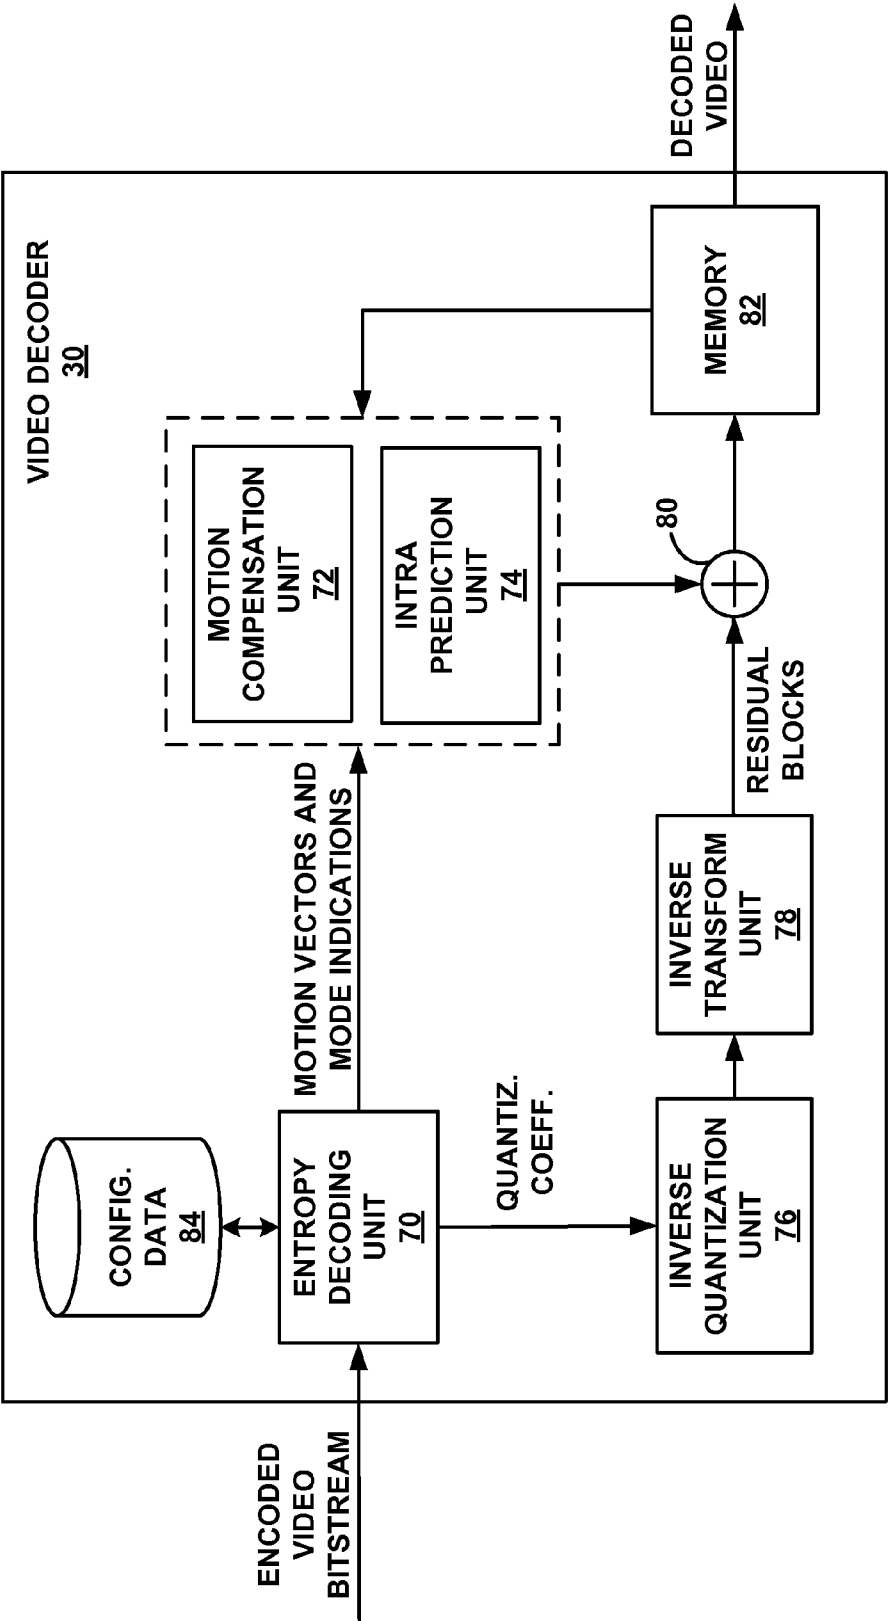 VIDEO DECODER
30
CONFIG.
DATA
84
ENCODED
VIDEO
BITSTREAM
ENTROPY
DECODING
UNIT
70
MOTION VECTORS AND
MODE INDICATIONS
MOTION
COMPENSATION
UNIT
72
INTRA
PREDICTION
UNIT
74
QUANTIZ.
COEFF.
INVERSE
QUANTIZATION
UNIT
76
INVERSE
TRANSFORM
UNIT
78
RESIDUAL
BLOCKS
80
MEMORY
82
DECODED
VIDEO